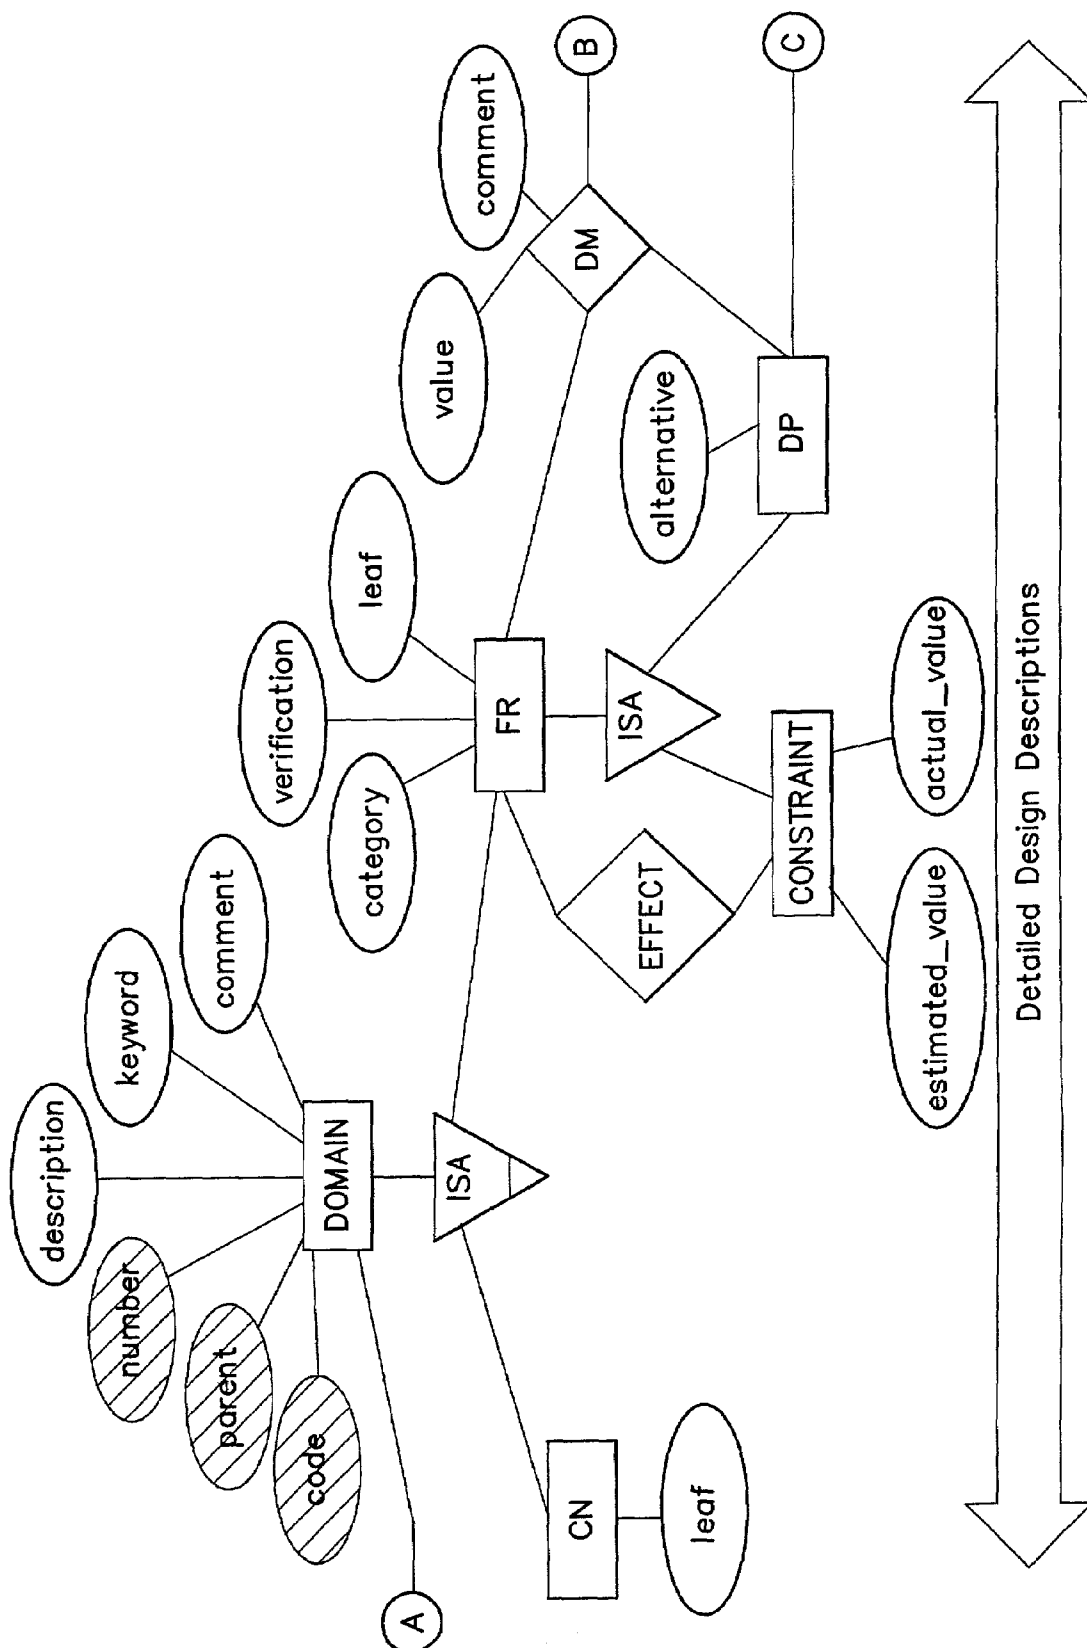 description
keyword
number
comment
parent
verification
code
DOMAIN
leaf
category
A
value
comment
ISA
FR
CN
DM
B
leaf
ISA
EFFECT
alternative
CONSTRAINT
DP
C
estimated_value
actual_value
Detailed Design Descriptions